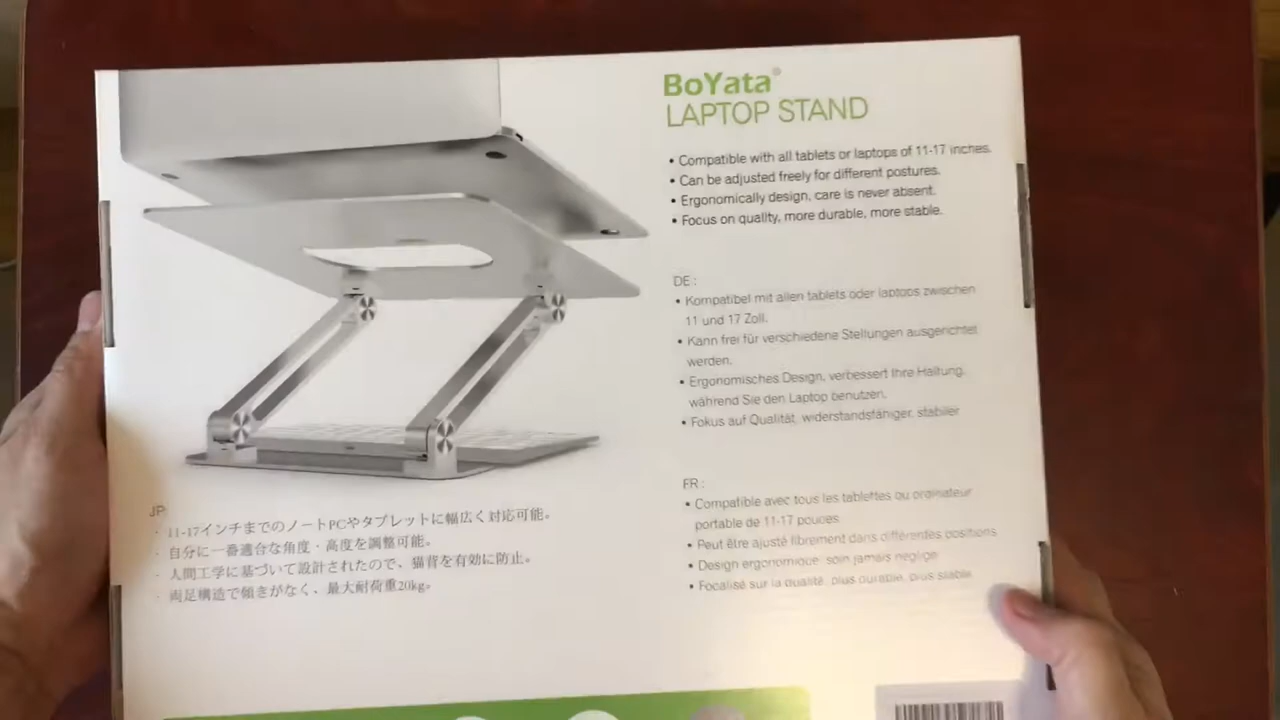 BoYata®
LAPTOP STAND
• Compatible with all tablets or laptops of 11-17 inches.
• Can be adjusted freely for different postures.
• Ergonomically design, care is never absent.
• Focus on quality, more durable, more stable.
DE :
• Kompatibel mit allen tablets oder laptops zwischen
11 und 17 Zoll.
• Kann frei für verschiedene Stellungen ausgerichtet
werden.
• Ergonomisches Design, verbessert Ihre Haltung,
während Sie den Laptop benutzen.
• Fokus auf Qualität, widerstandsfähiger, stabiler
FR :
• Compatible avec tous les tablettes ou ordinateur
portable de 11-17 pouces
• Peut être ajusté librement dans différentes positions
• Design ergonomique: soin jamais négligé
• Focalisé sur la qualité, plus durable, plus stable
JP
· 11-17インチまでのノートPCやタブレットに幅広く対応可能。
· 自分に一番適合な角度・高度を調整可能。
· 人間工学に基づいて設計されたので、猫背を有効に防止。
· 両足構造で傾きがなく、最大耐荷重20kg。